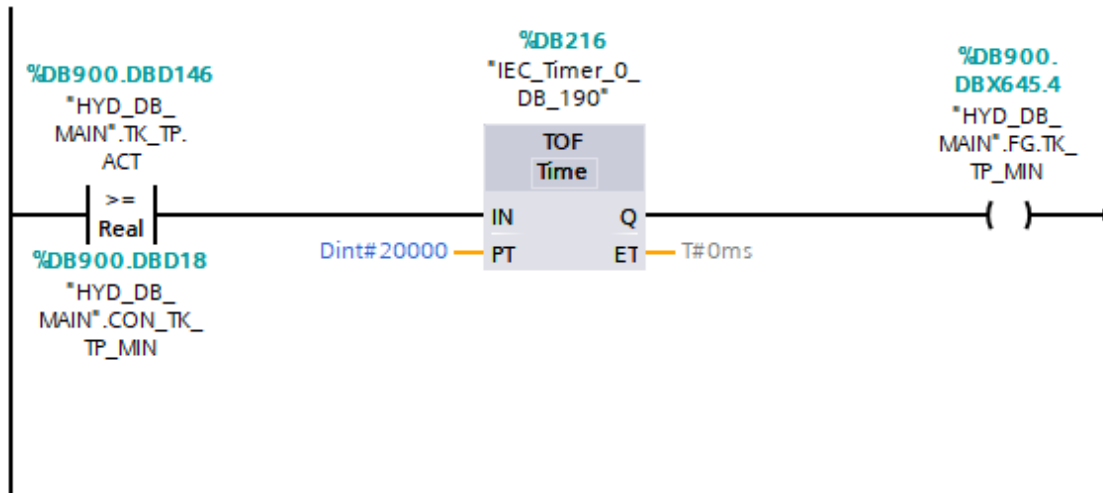 %DB900.DBD146
"HYD_DB_
MAIN".TK_TP.
ACT
>=
Real
%DB900.DBD18
"HYD_DB_
MAIN".CON_TK_
TP_MIN
%DB216
"IEC_Timer_0_
DB_190"
TOF
Time
IN Q
Dint#20000 PT ET T#0ms
%DB900.
DBX645.4
"HYD_DB_
MAIN".FG.TK_
TP_MIN
( )